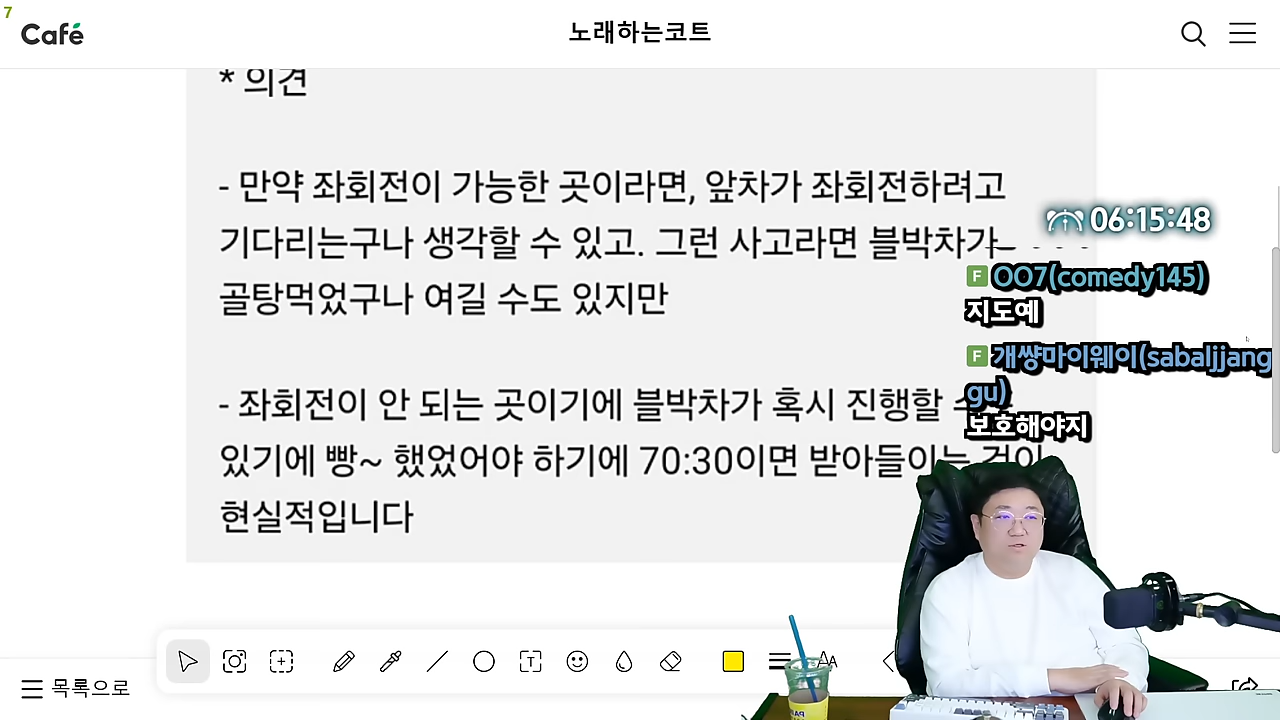 7
Café
노래하는코트
* 의견
- 만약 좌회전이 가능한 곳이라면, 앞차가 좌회전하려고
기다리는구나 생각할 수 있고. 그런 사고라면 블박차가
골탕먹었구나 여길 수도 있지만
06:15:48
F OO7(comedy145)
지도예
F 개썅마이웨이(sabaljjang
gu)
보호해야지
- 좌회전이 안 되는 곳이기에 블박차가 혹시 진행할 수
있기에 빵~ 했었어야 하기에 70:30이면 받아들이는 것이
현실적입니다
T
AA
목록으로